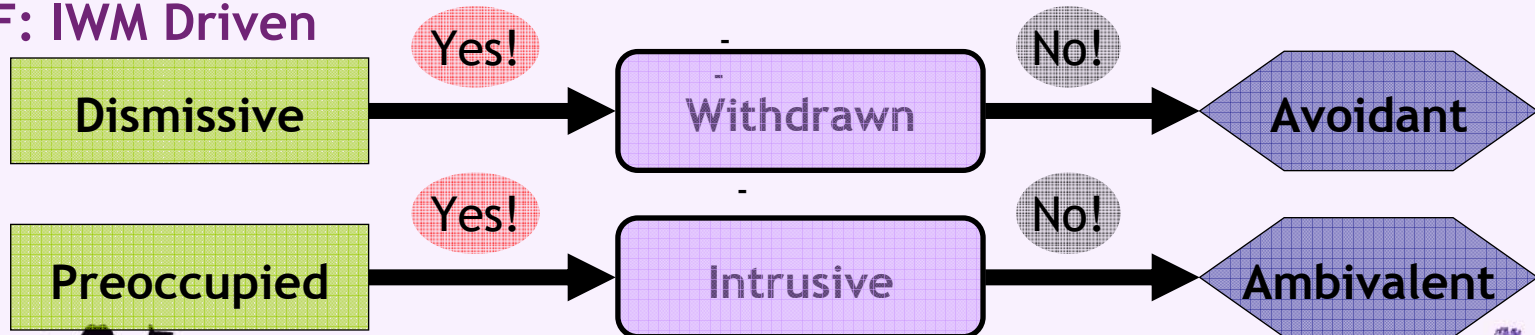 F: IWM Driven
Yes!
No!
Dismissive
Withdrawn
Avoidant
Yes!
No!
Preoccupied
Intrusive
Ambivalent